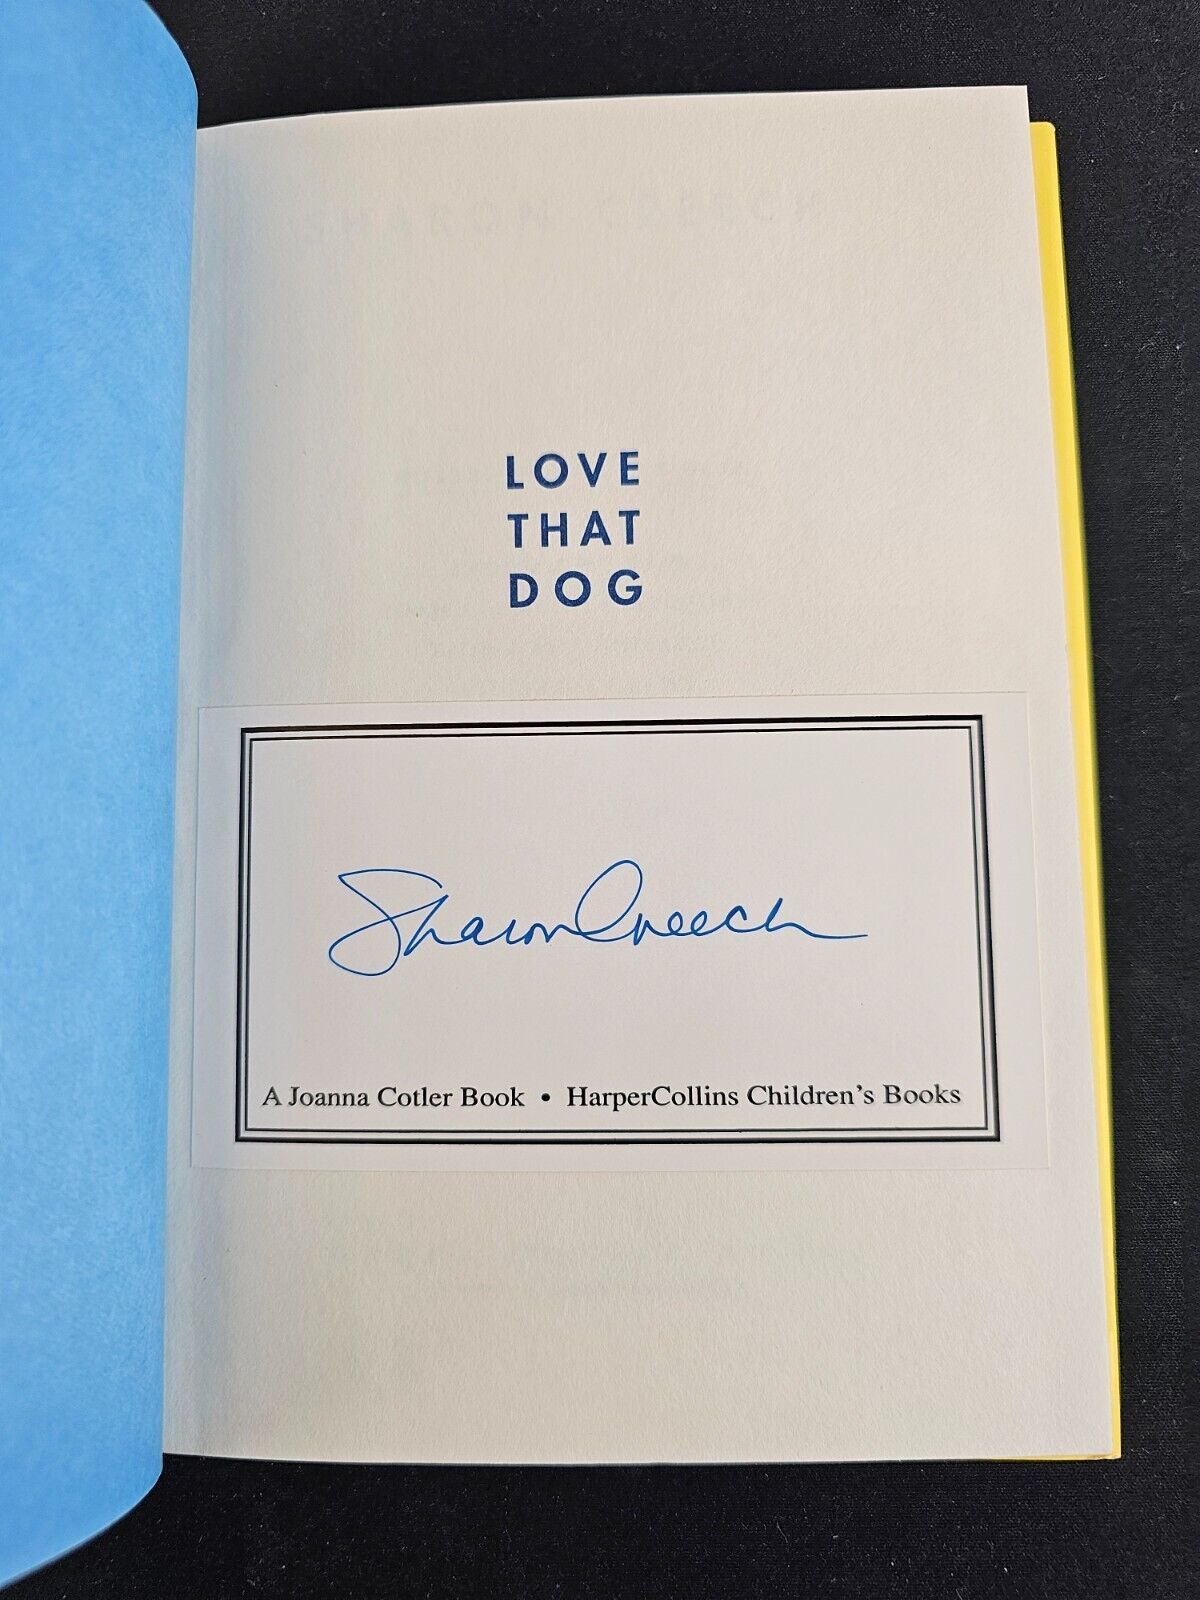 LOVE
THAT
DOG
Sharon Creech
A Joanna Cotler Book • HarperCollins Children's Books